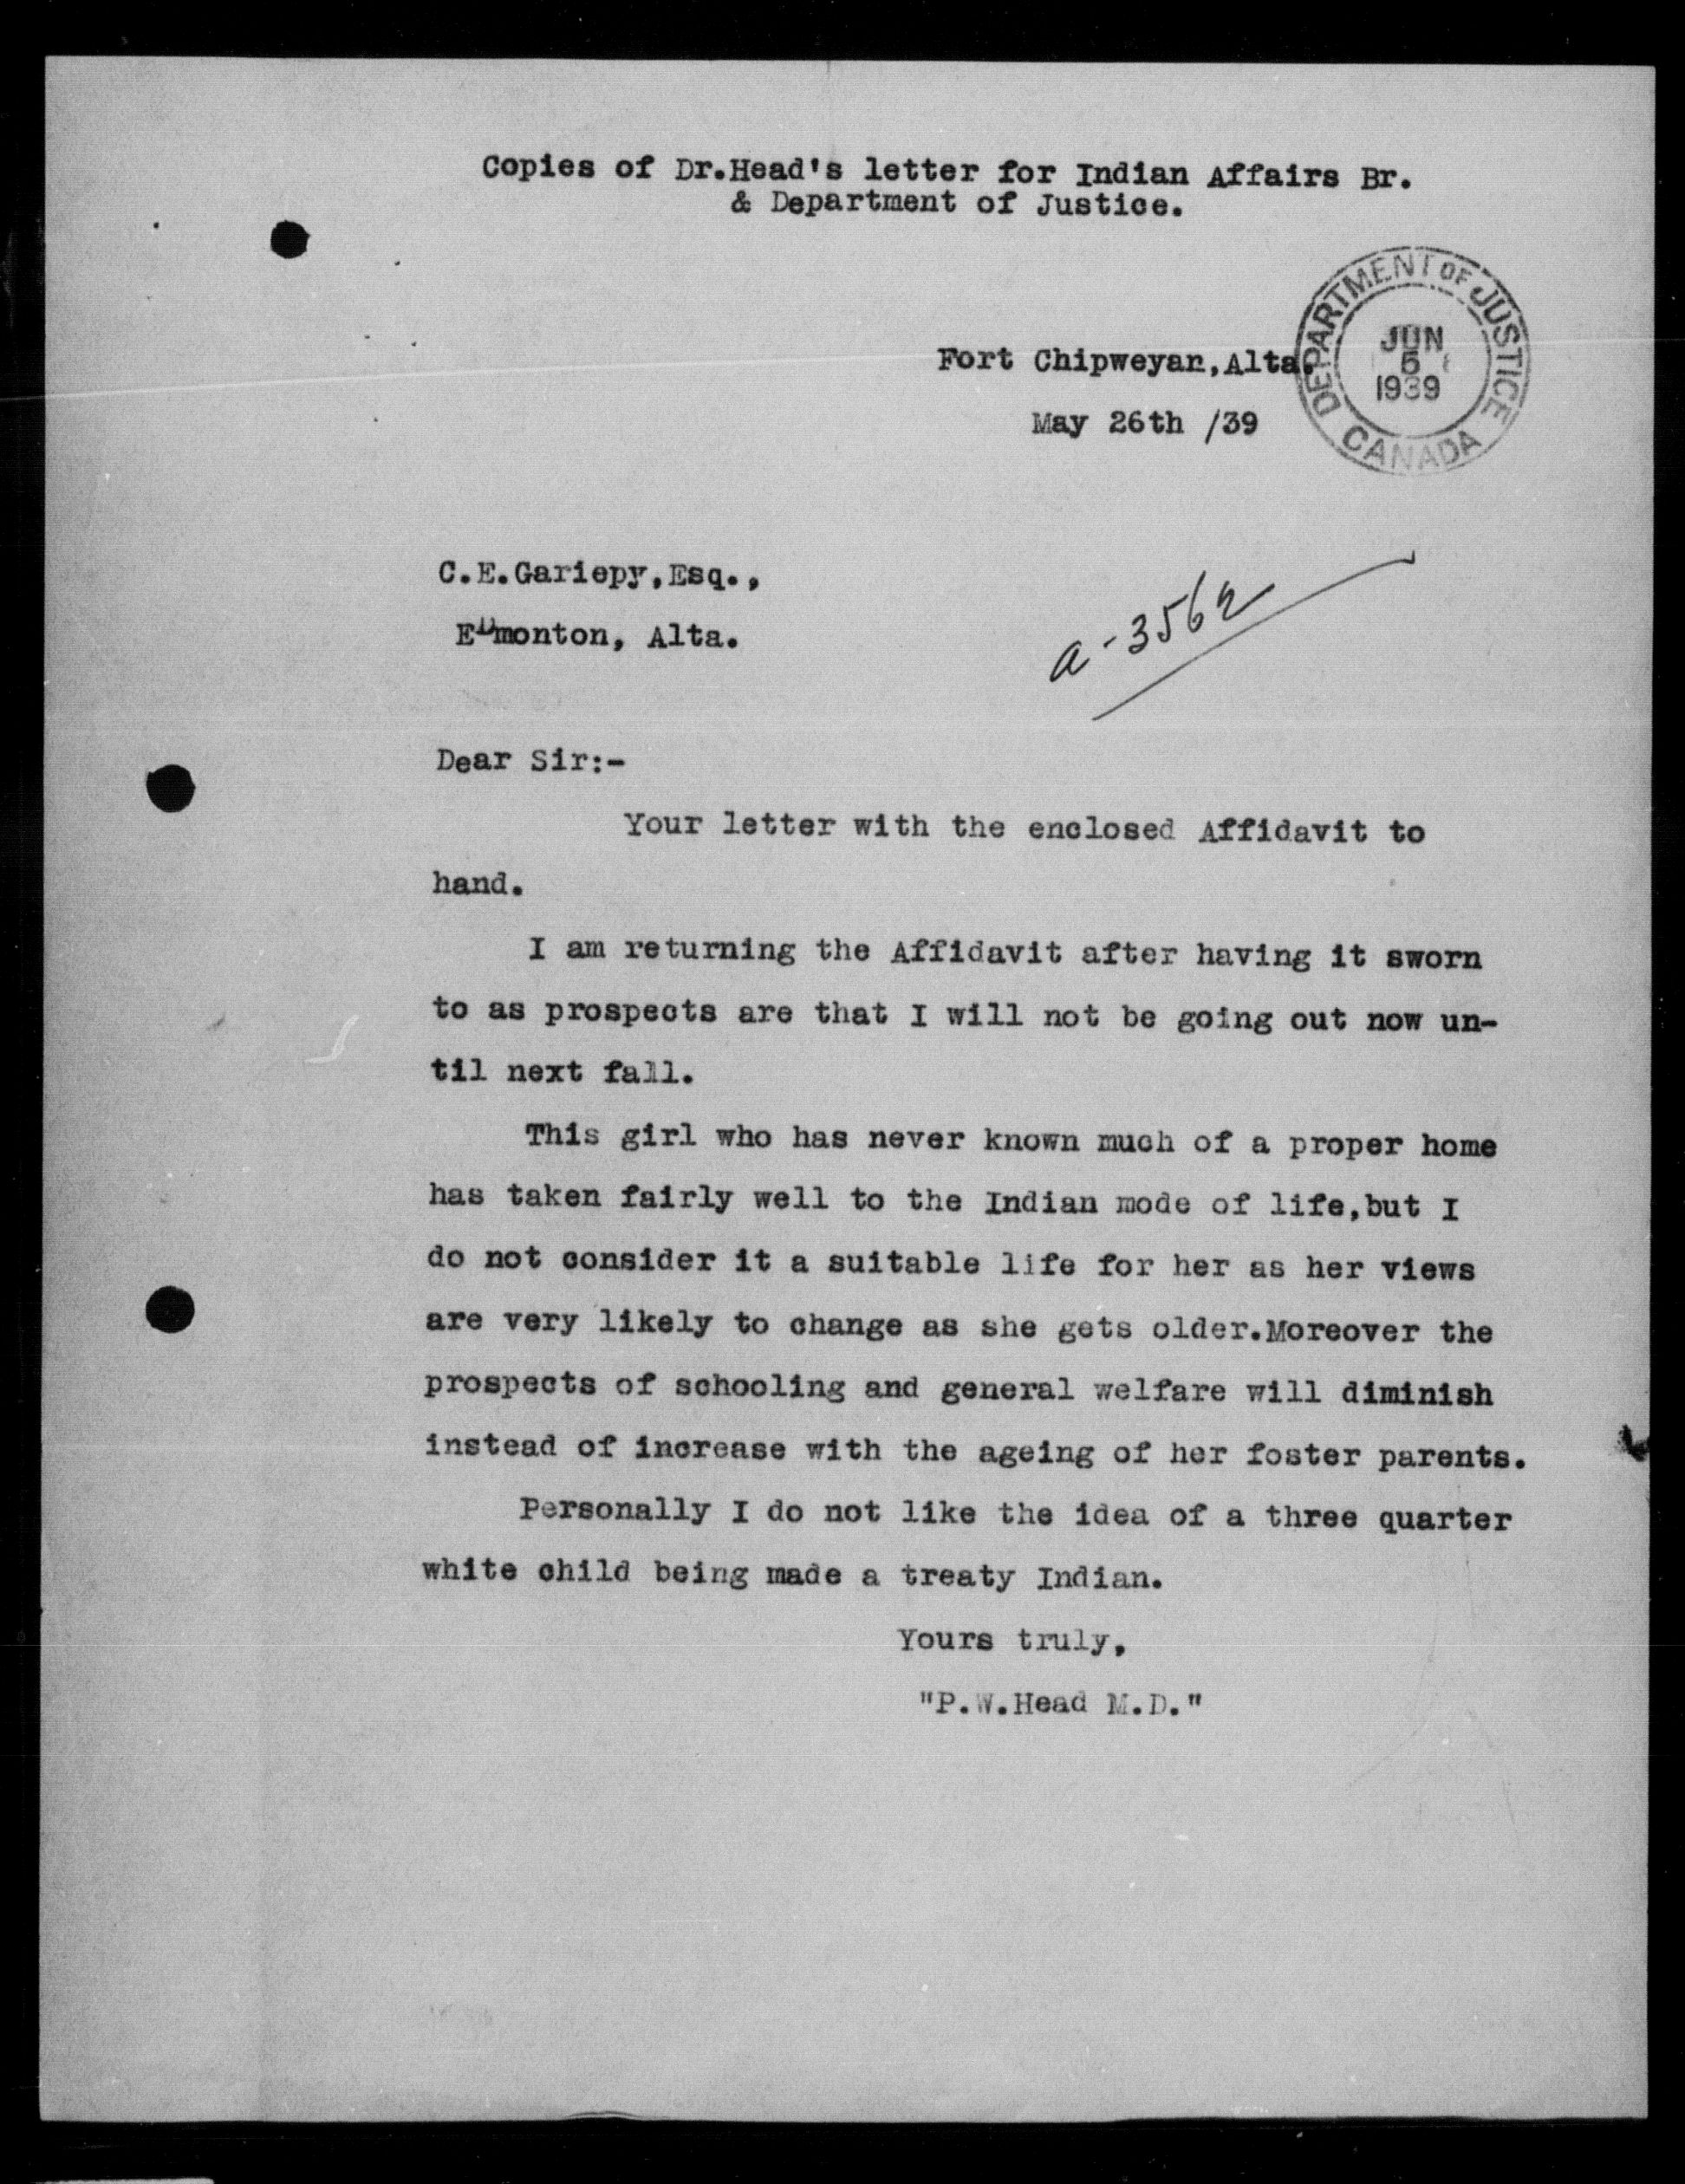 Copies of Dr.Head's letter for Indian Affairs Br.
& Department of Justice.
DEPARTMENT OF JUSTICE
JUN
5
1939
CANADA
Fort Chipweyan,Alta.
May 26th /39
C.E.Gariepy,Esq.,
EDmonton, Alta.
a-3562
Dear Sir:-
Your letter with the enclosed Affidavit to
hand.
I am returning the Affidavit after having it sworn
to as prospects are that I will not be going out now un-
til next fall.
This girl who has never known much of a proper home
has taken fairly well to the Indian mode of life,but I
do not consider it a suitable life for her as her views
are very likely to change as she gets older.Moreover the
prospects of schooling and general welfare will diminish
instead of increase with the ageing of her foster parents.
Personally I do not like the idea of a three quarter
white child being made a treaty Indian.
Yours truly,
"P.W.Head M.D."